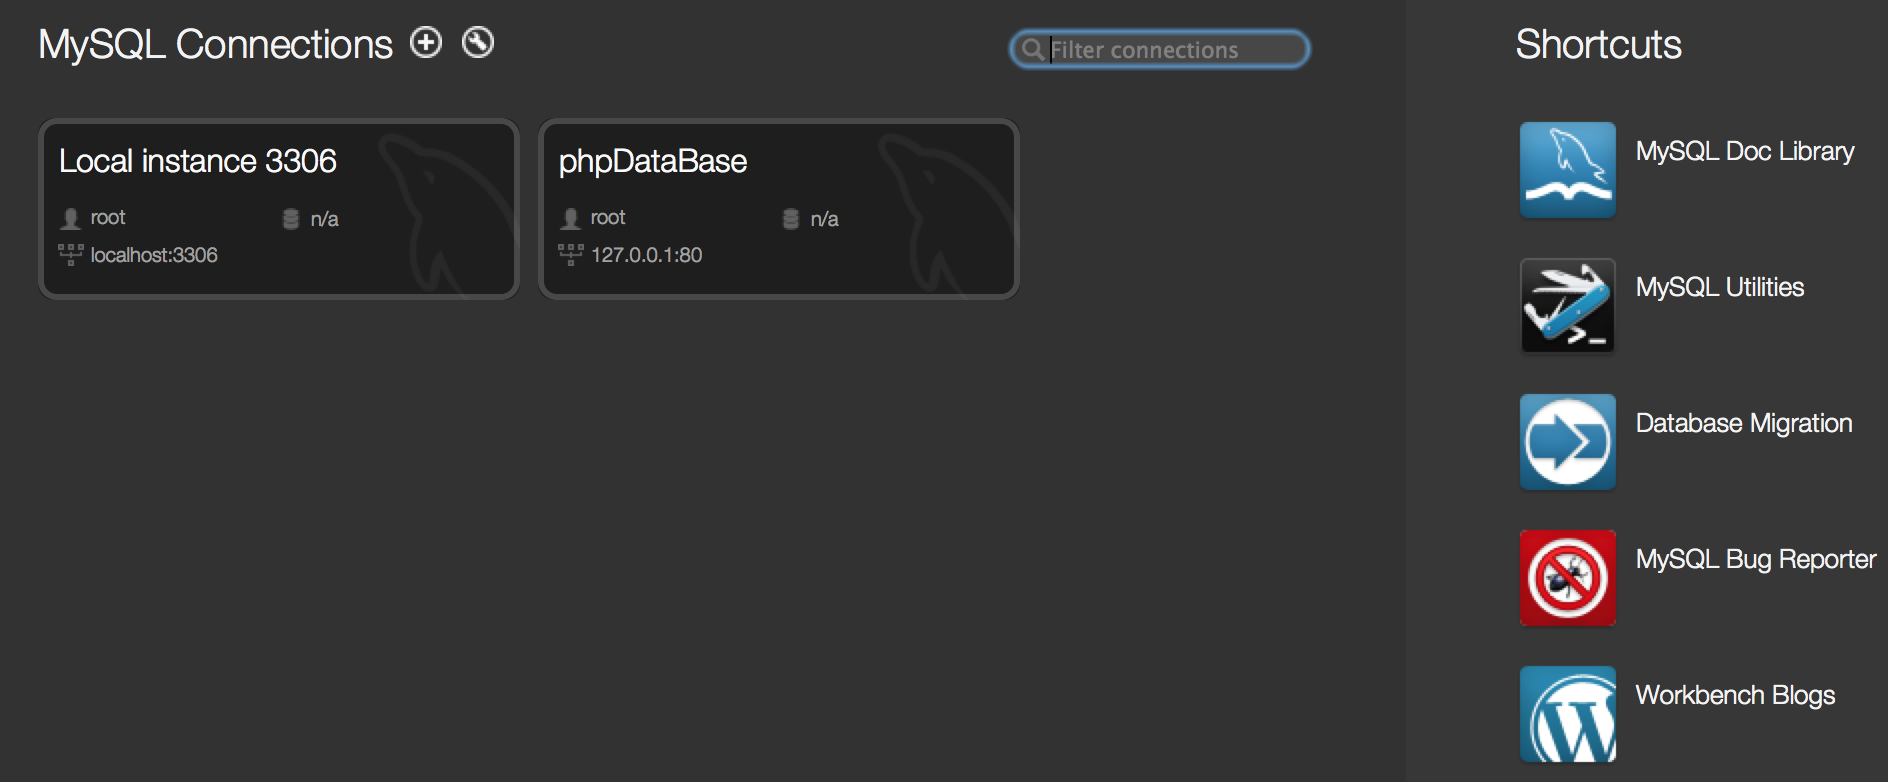 MySQL Connections
Filter connections
Local instance 3306
root
n/a
localhost:3306
phpDataBase
root
n/a
127.0.0.1:80
Shortcuts
MySQL Doc Library
MySQL Utilities
Database Migration
MySQL Bug Reporter
Workbench Blogs